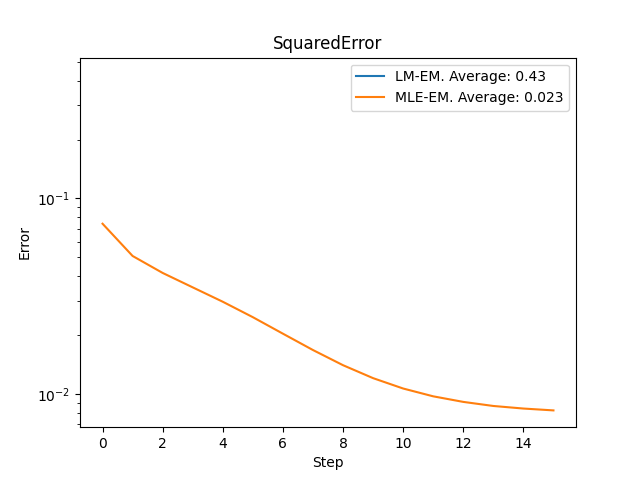 SquaredError
LM-EM. Average: 0.43
MLE-EM. Average: 0.023
10⁻¹
10⁻²
Error
0 2 4 6 8 10 12 14
Step